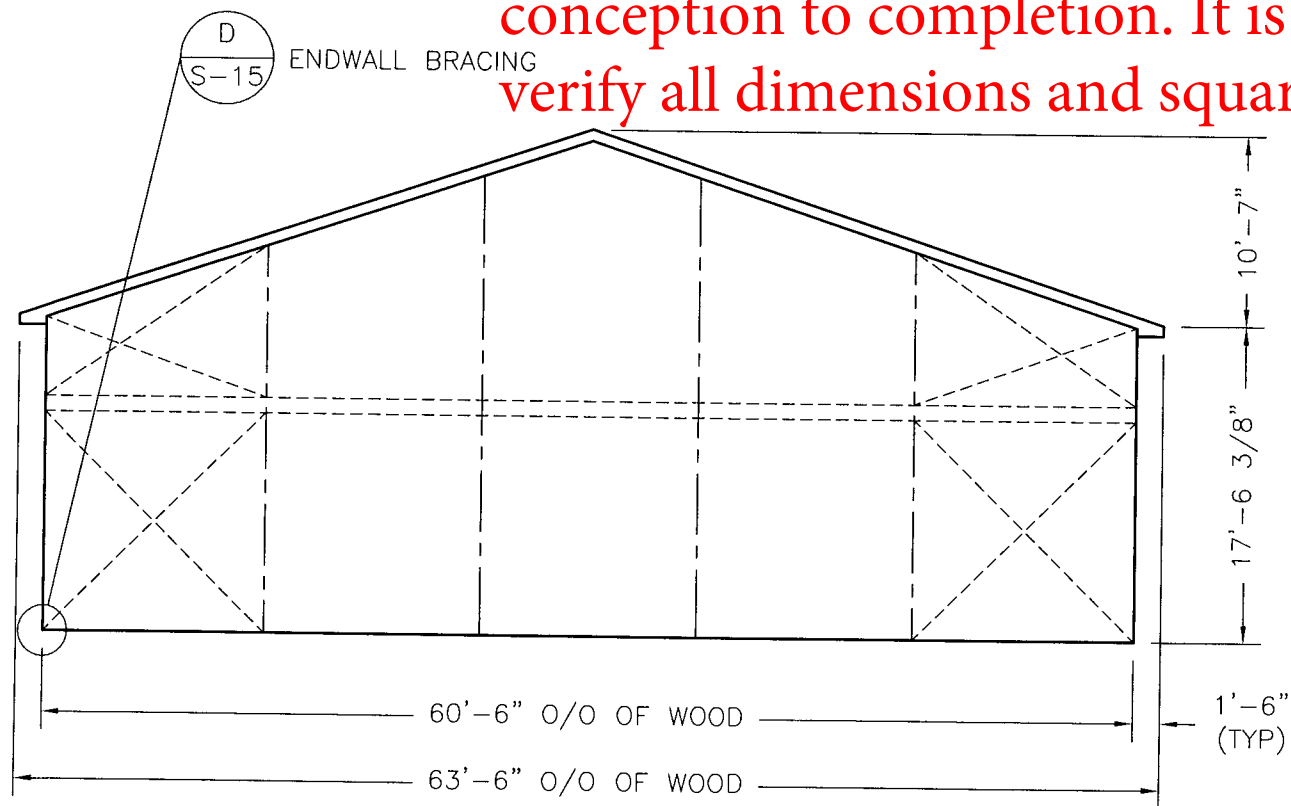 conception to completion. It is
verify all dimensions and squar
D
S-15
ENDWALL BRACING
10'-7"
17'-6 3/8"
60'-6" O/O OF WOOD
1'-6"
(TYP)
63'-6" O/O OF WOOD